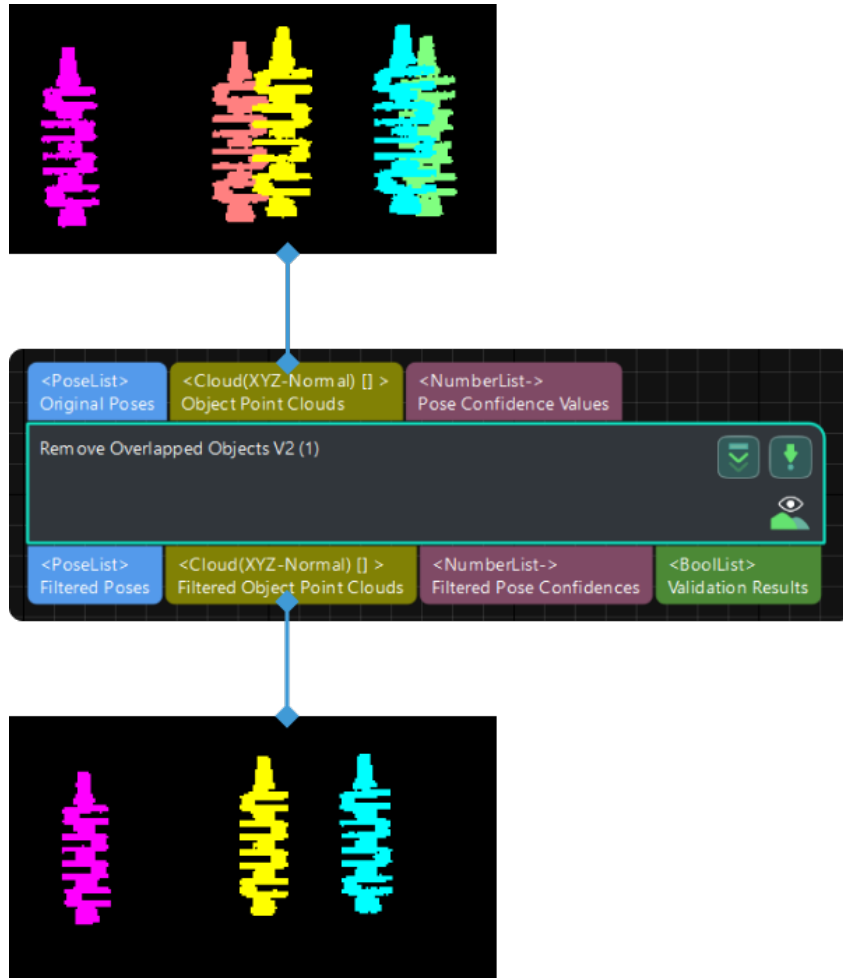 <PoseList>
Original Poses
<Cloud(XYZ-Normal) [] >
Object Point Clouds
<NumberList->
Pose Confidence Values
Remove Overlapped Objects V2 (1)
<PoseList>
Filtered Poses
<Cloud(XYZ-Normal) [] >
Filtered Object Point Clouds
<NumberList->
Filtered Pose Confidences
<BoolList>
Validation Results